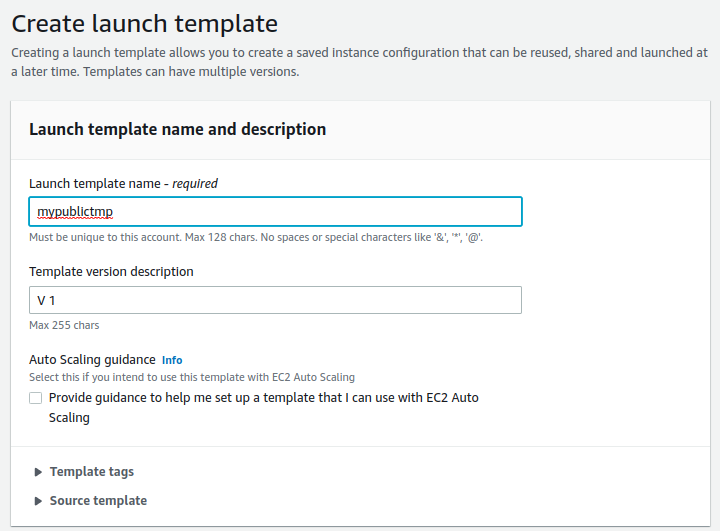 Create launch template
Creating a launch template allows you to create a saved instance configuration that can be reused, shared and launched at
a later time. Templates can have multiple versions.
Launch template name and description
Launch template name - required
mypublictmp
Must be unique to this account. Max 128 chars. No spaces or special characters like '&', '*', '@'.
Template version description
V 1
Max 255 chars
Auto Scaling guidance Info
Select this if you intend to use this template with EC2 Auto Scaling
Provide guidance to help me set up a template that I can use with EC2 Auto
Scaling
Template tags
Source template